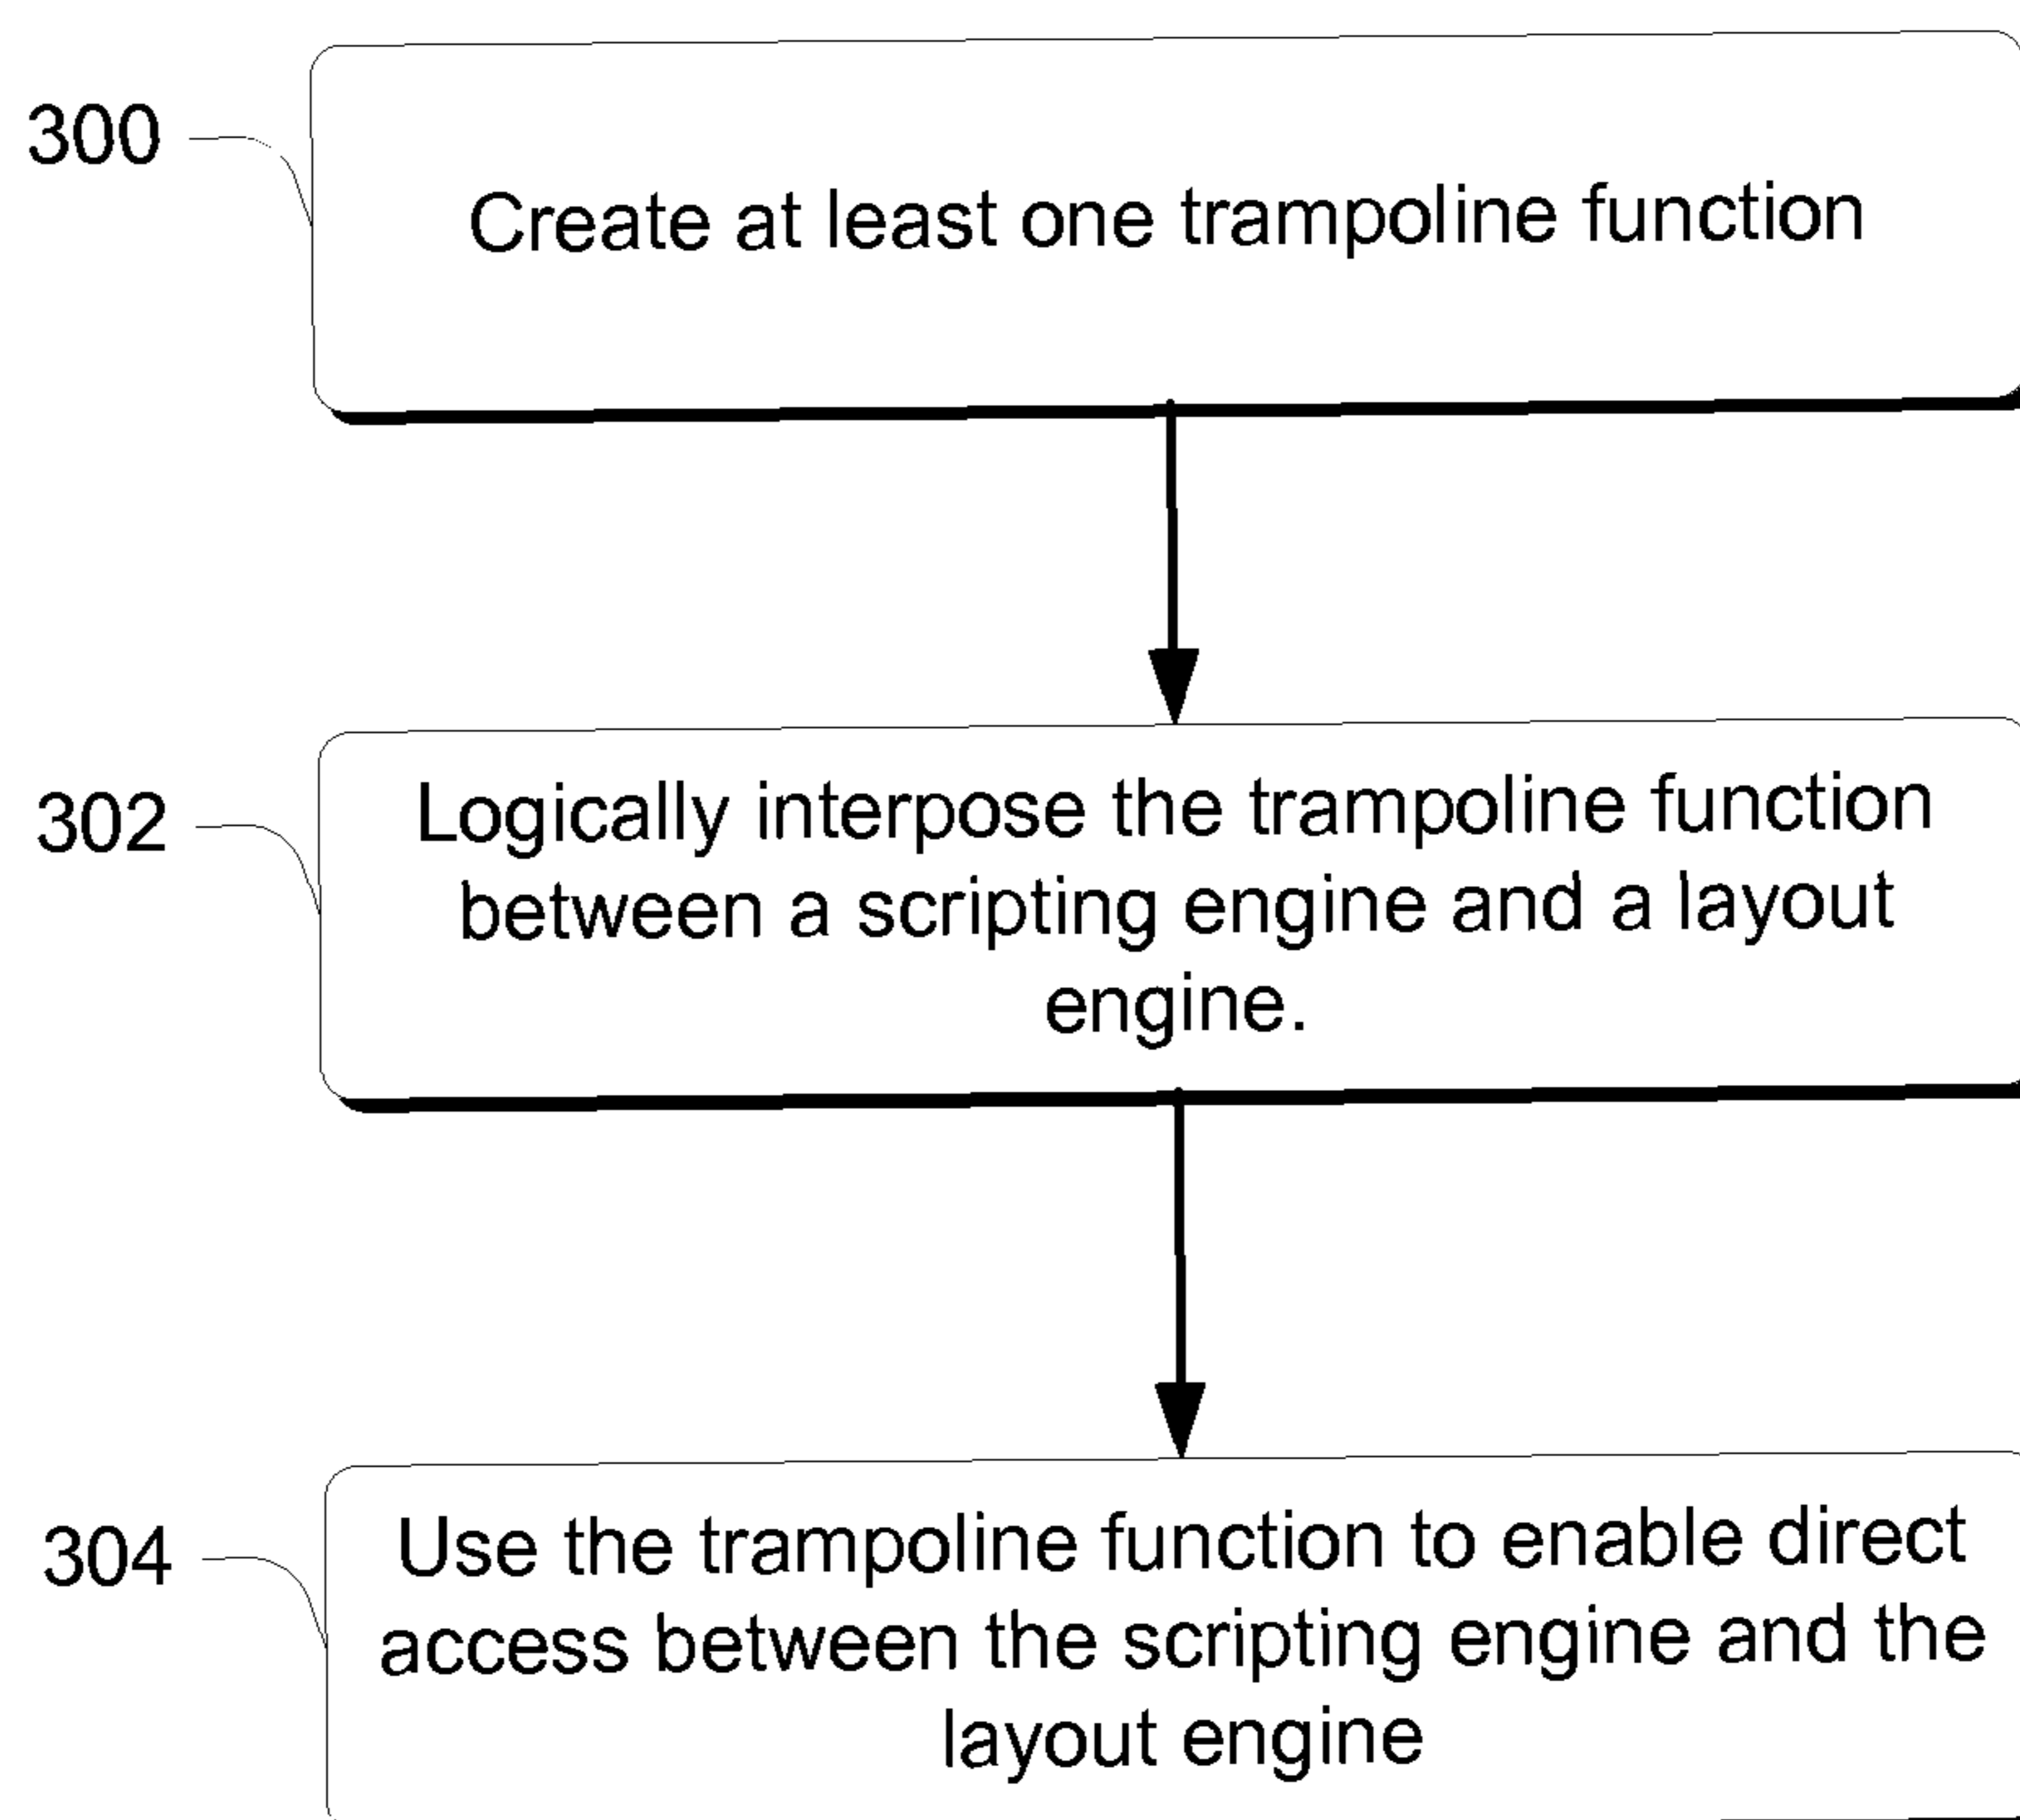 300
Create at least one trampoline function
302
Logically interpose the trampoline function
between a scripting engine and a layout
engine.
304
Use the trampoline function to enable direct
access between the scripting engine and the
layout engine